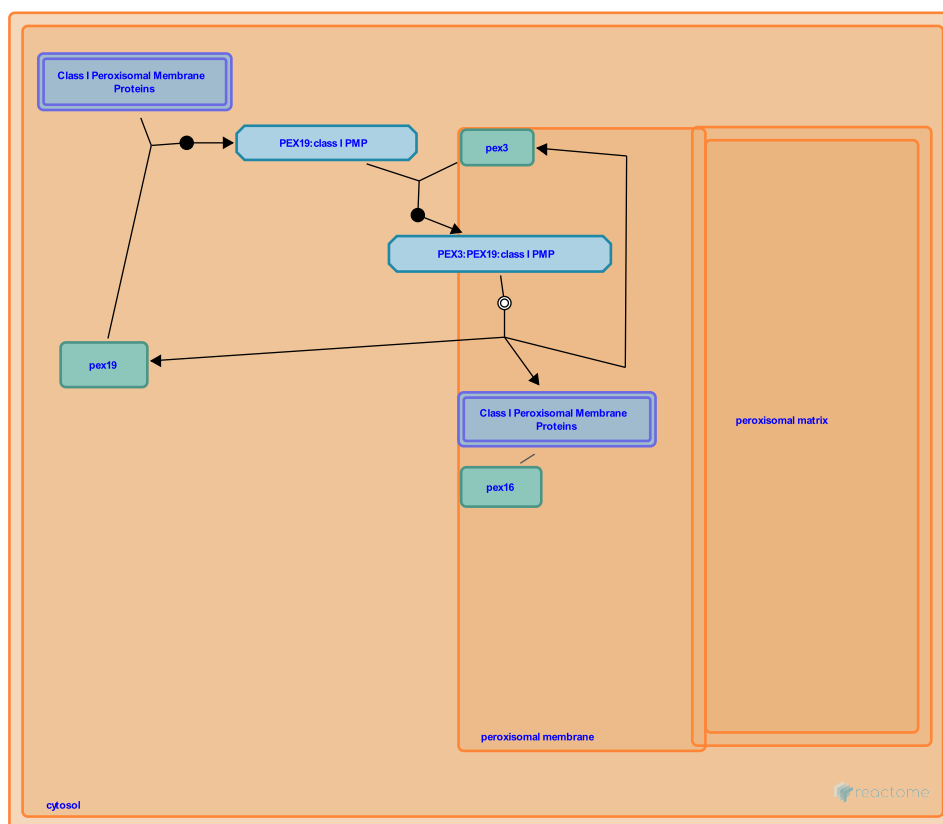 Class I Peroxisomal Membrane
Proteins
PEX19:class I PMP
pex3
PEX3:PEX19:class I PMP
pex19
Class I Peroxisomal Membrane
Proteins
peroxisomal matrix
pex16
peroxisomal membrane
reactome
cytosol